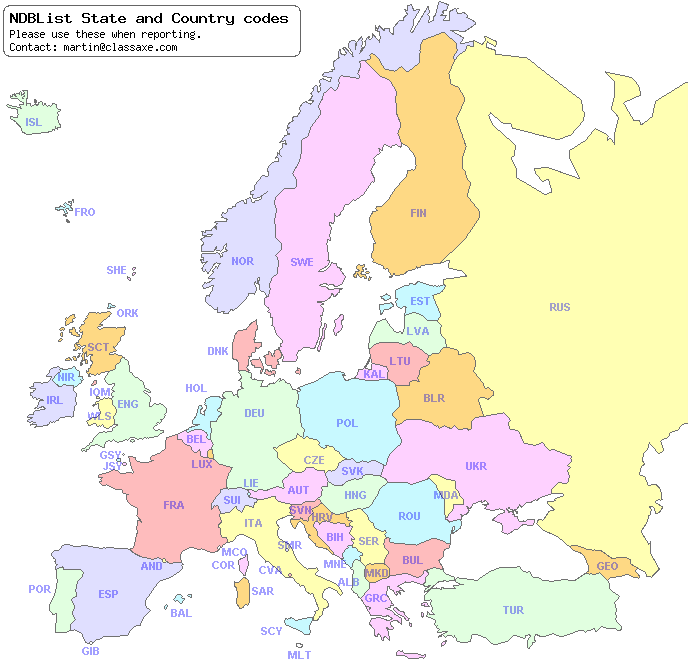 NDBList State and Country codes
Please use these when reporting.
Contact: martin@classaxe.com
ISL
FRO
FIN
NOR
SWE
SHE
EST
RUS
ORK
LVA
SCT
DNK
LTU
NIR
KAL
IOM
HOL
IRL
ENG
BLR
WLS
DEU
POL
BEL
GSY
CZE
JSY
LUX
SVK
UKR
LIE
AUT
HNG
MDA
FRA
SUI
SVN
HRV
ROU
ITA
BIH
SER
SMR
MCO
MNE
BUL
COR
AND
CVA
MKD
GEO
ALB
POR
ESP
SAR
GRC
BAL
TUR
SCY
GIB
MLT